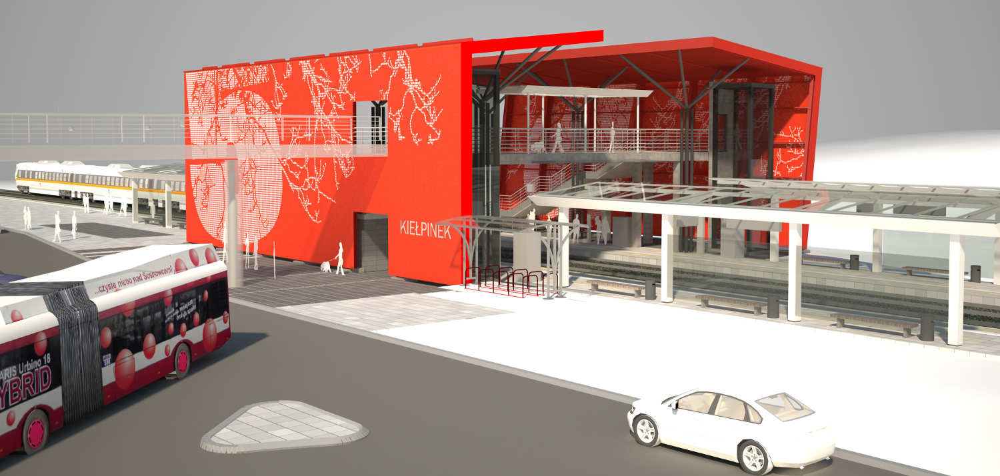 KIEŁPINEK
...czyste niebo nad Sosnowcem!
ARIS Urbino 18
YBRID